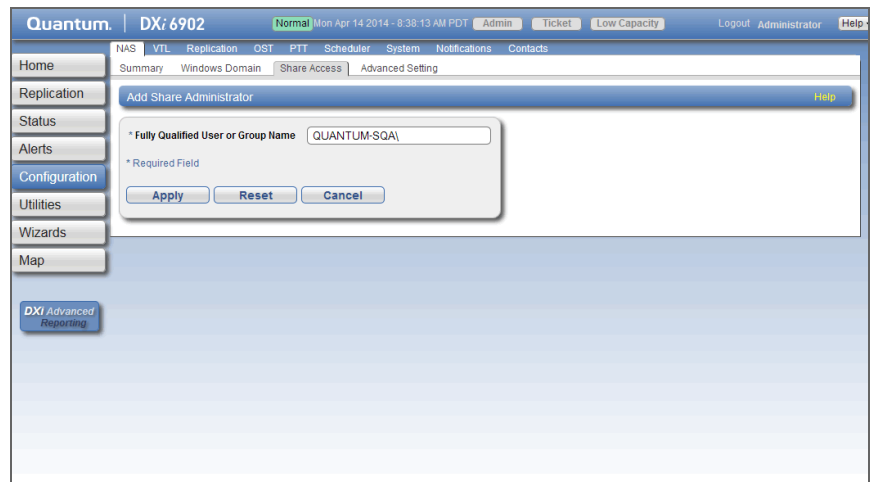 Quantum. DXi 6902 Normal Mon Apr 14 2014 - 8:38:13 AM PDT Admin Ticket Low Capacity Logout Administrator Help
NAS VTL Replication OST PTT Scheduler System Notifications Contacts
Summary Windows Domain Share Access Advanced Setting
Home
Replication
Status
Alerts
Configuration
Utilities
Wizards
Map
DXi Advanced
Reporting
Add Share Administrator Help
* Fully Qualified User or Group Name QUANTUM-SQA\
* Required Field
Apply Reset Cancel